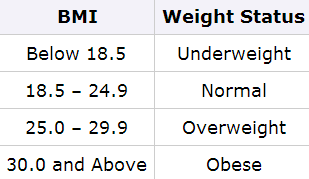 BMI Weight Status
Below 18.5 Underweight
18.5 – 24.9 Normal
25.0 – 29.9 Overweight
30.0 and Above Obese